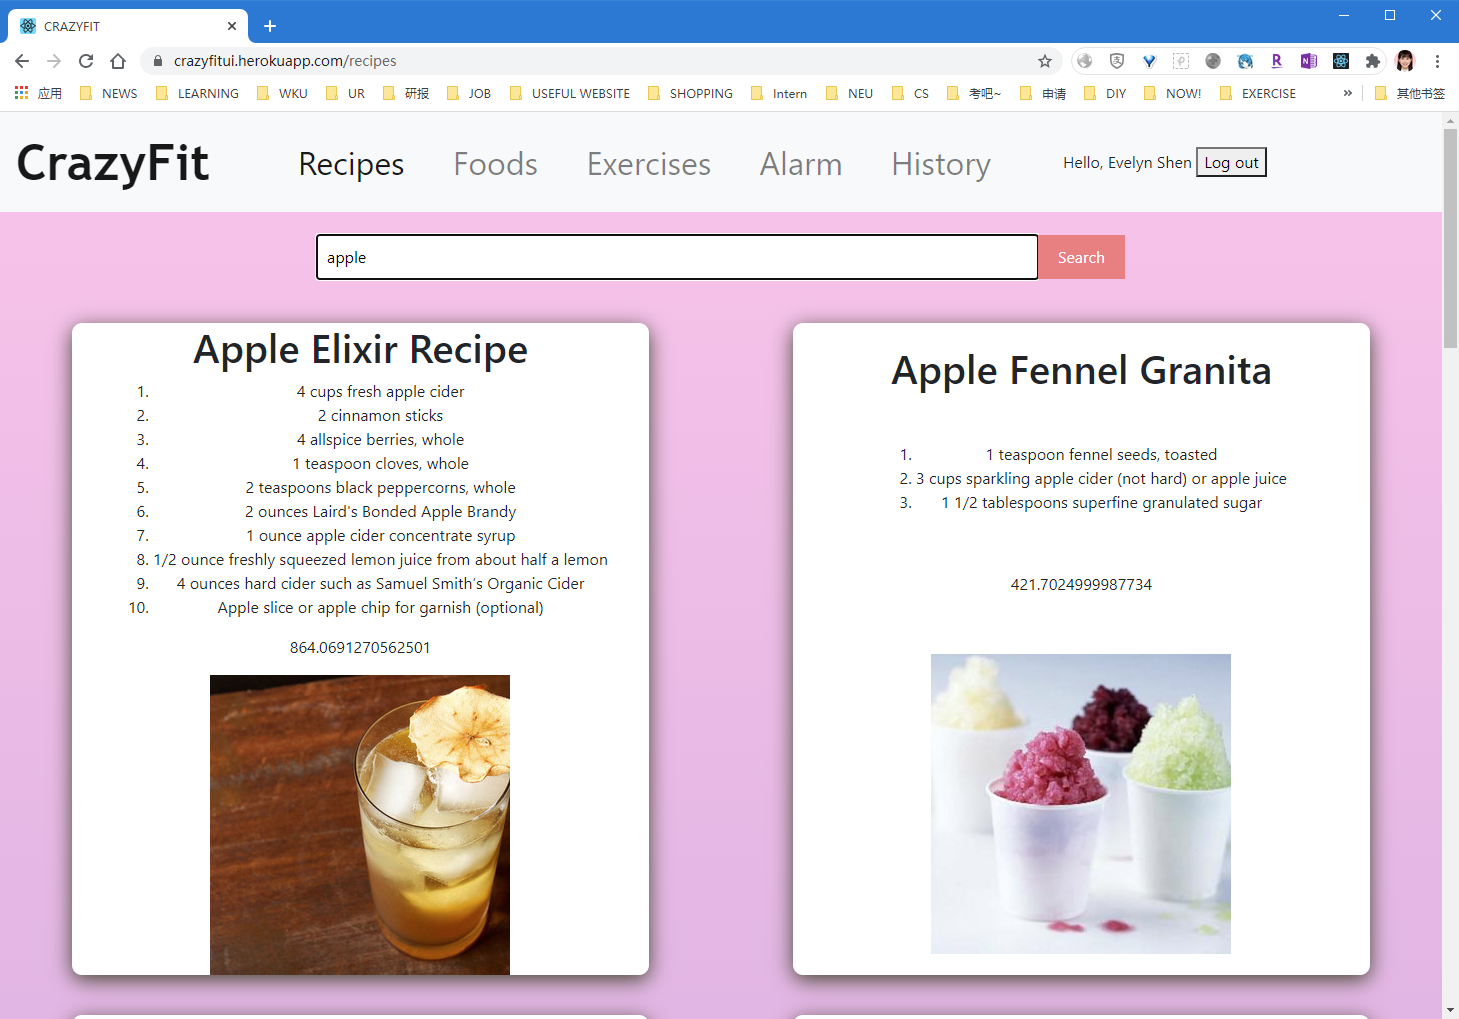 CRAZYFIT
crazyfitui.herokuapp.com/recipes
应用 NEWS LEARNING WKU UR 研报 JOB USEFUL WEBSITE SHOPPING Intern NEU CS 考吧~ 申请 DIY NOW! EXERCISE » 其他书签
CrazyFit Recipes Foods Exercises Alarm History Hello, Evelyn Shen Log out
apple Search
Apple Elixir Recipe
1. 4 cups fresh apple cider
2. 2 cinnamon sticks
3. 4 allspice berries, whole
4. 1 teaspoon cloves, whole
5. 2 teaspoons black peppercorns, whole
6. 2 ounces Laird's Bonded Apple Brandy
7. 1 ounce apple cider concentrate syrup
8. 1/2 ounce freshly squeezed lemon juice from about half a lemon
9. 4 ounces hard cider such as Samuel Smith’s Organic Cider
10. Apple slice or apple chip for garnish (optional)
864.0691270562501
Apple Fennel Granita
1. 1 teaspoon fennel seeds, toasted
2. 3 cups sparkling apple cider (not hard) or apple juice
3. 1 1/2 tablespoons superfine granulated sugar
421.7024999987734